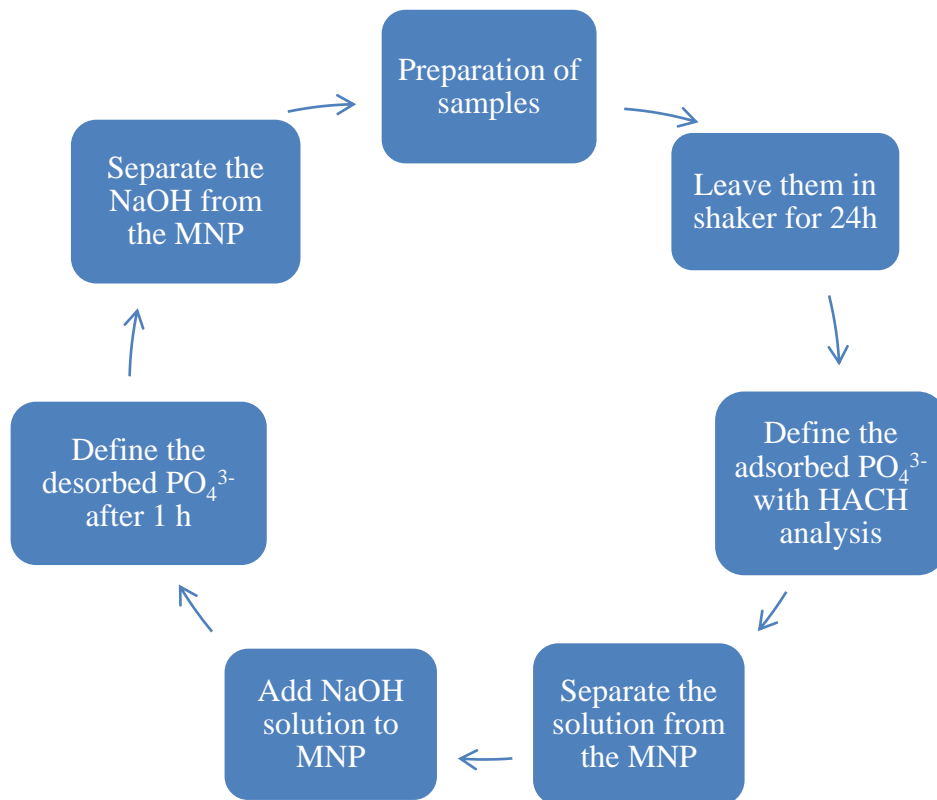 Preparation of
samples
Leave them in
shaker for 24h
Define the
adsorbed PO₄³⁻
with HACH
analysis
Separate the
solution from
the MNP
Add NaOH
solution to
MNP
Define the
desorbed PO₄³⁻
after 1 h
Separate the
NaOH from
the MNP